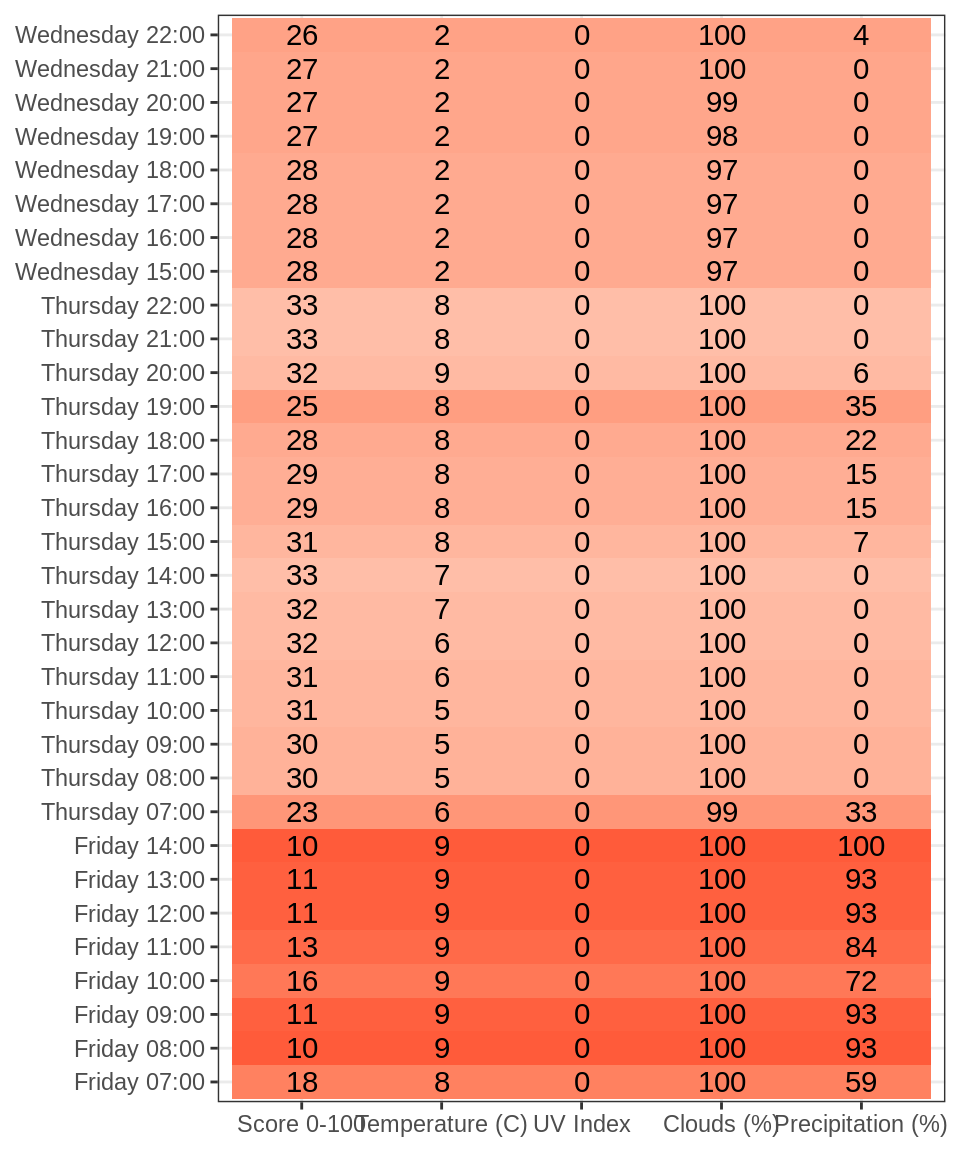 Wednesday 22:00 26 2 0 100 4
Wednesday 21:00 27 2 0 100 0
Wednesday 20:00 27 2 0 99 0
Wednesday 19:00 27 2 0 98 0
Wednesday 18:00 28 2 0 97 0
Wednesday 17:00 28 2 0 97 0
Wednesday 16:00 28 2 0 97 0
Wednesday 15:00 28 2 0 97 0
Thursday 22:00 33 8 0 100 0
Thursday 21:00 33 8 0 100 0
Thursday 20:00 32 9 0 100 6
Thursday 19:00 25 8 0 100 35
Thursday 18:00 28 8 0 100 22
Thursday 17:00 29 8 0 100 15
Thursday 16:00 29 8 0 100 15
Thursday 15:00 31 8 0 100 7
Thursday 14:00 33 7 0 100 0
Thursday 13:00 32 7 0 100 0
Thursday 12:00 32 6 0 100 0
Thursday 11:00 31 6 0 100 0
Thursday 10:00 31 5 0 100 0
Thursday 09:00 30 5 0 100 0
Thursday 08:00 30 5 0 100 0
Thursday 07:00 23 6 0 99 33
Friday 14:00 10 9 0 100 100
Friday 13:00 11 9 0 100 93
Friday 12:00 11 9 0 100 93
Friday 11:00 13 9 0 100 84
Friday 10:00 16 9 0 100 72
Friday 09:00 11 9 0 100 93
Friday 08:00 10 9 0 100 93
Friday 07:00 18 8 0 100 59
Score 0-100 Temperature (C) UV Index Clouds (%) Precipitation (%)